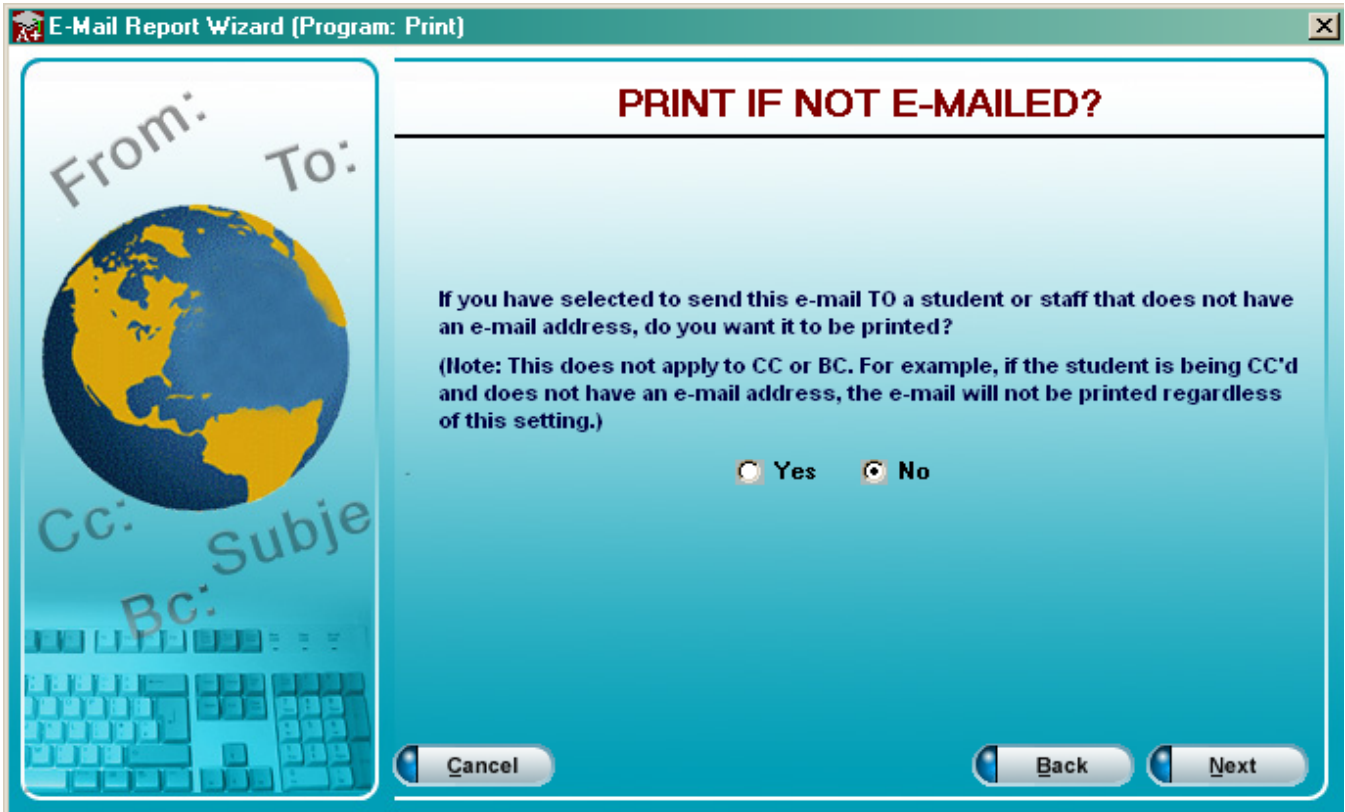 E-Mail Report Wizard (Program: Print)
From:
To:
Cc:
Subje
Bc:
PRINT IF NOT E-MAILED?
If you have selected to send this e-mail TO a student or staff that does not have
an e-mail address, do you want it to be printed?
(Note: This does not apply to CC or BC. For example, if the student is being CC'd
and does not have an e-mail address, the e-mail will not be printed regardless
of this setting.)
Yes No
Cancel Back Next